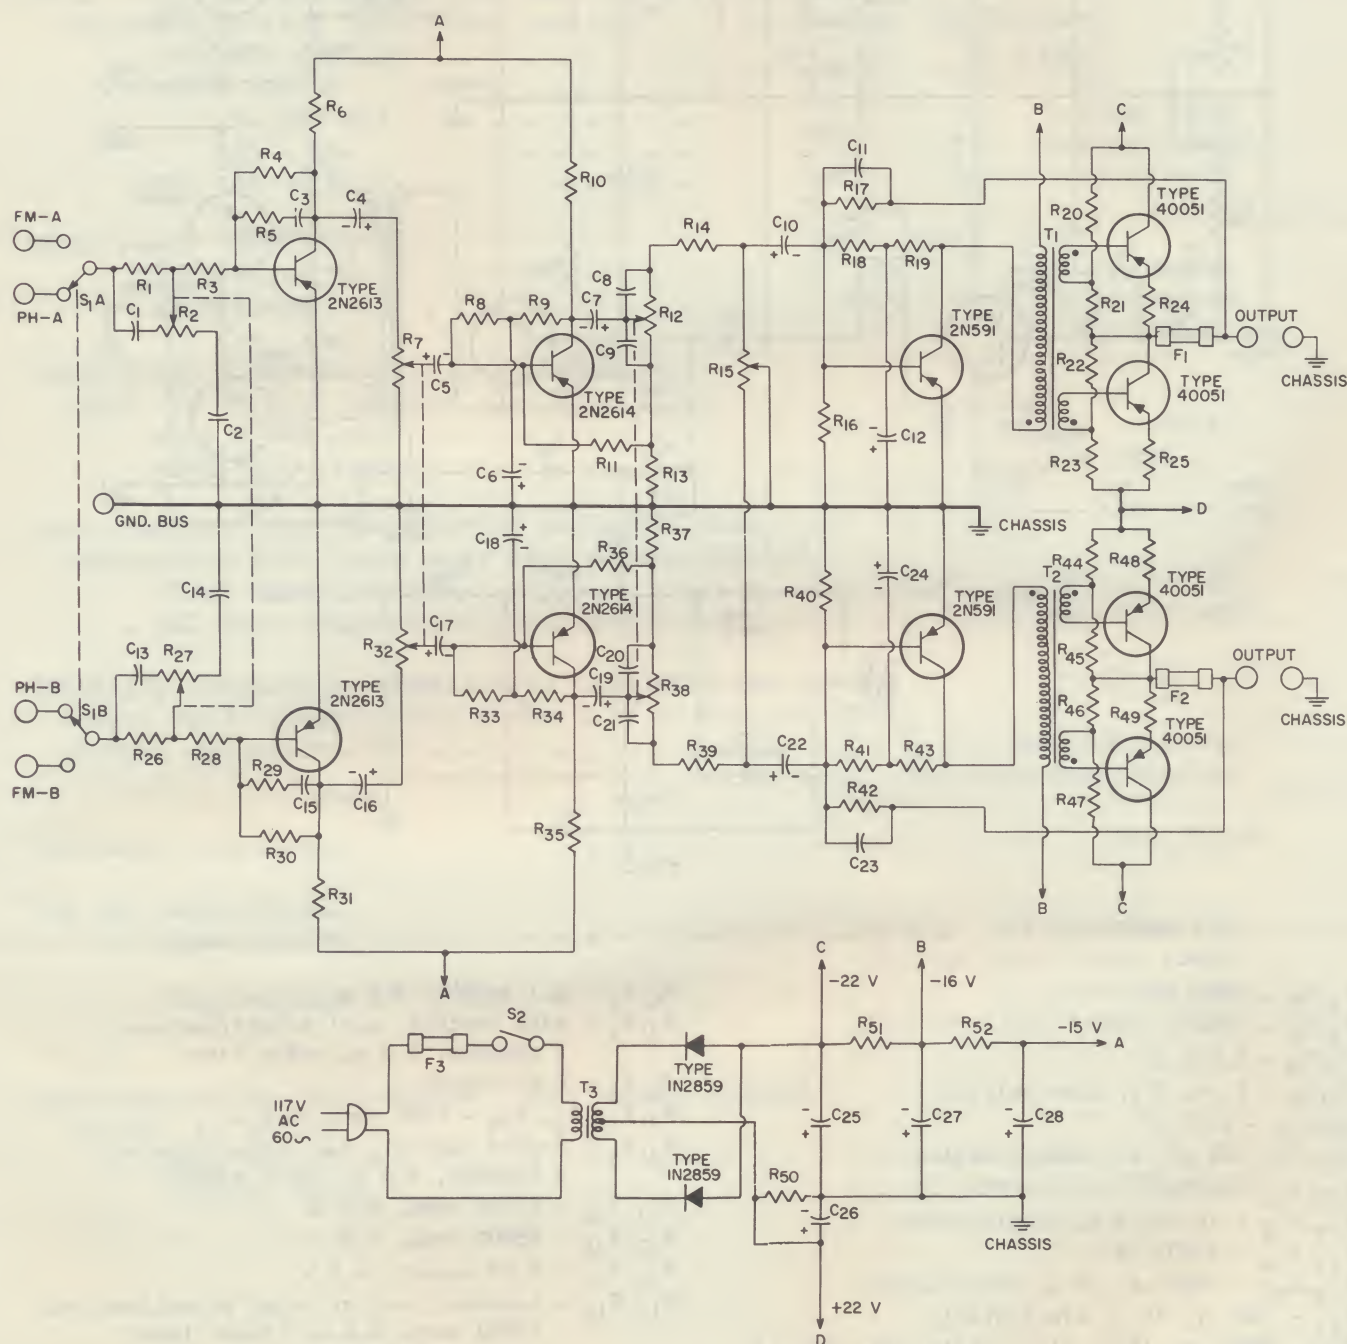 A
R6
R4
C3
C4
R5
R10
FM-A
R1
R3
S1A
PH-A
C1
R2
TYPE
2N2613
R7
R8
R9
C7
C8
R12
C9
C5
TYPE
2N2614
C2
R11
C6
R13
R14
C10
C11
R17
R18
R19
R15
R16
C12
TYPE
2N591
B
C
R20
T1
TYPE
40051
R21
R24
R22
F1
OUTPUT
CHASSIS
TYPE
40051
R23
R25
D
GND. BUS
CHASSIS
C18
R37
R36
C14
TYPE
2N2614
R40
C24
TYPE
2N591
R44
R48
T2
TYPE
40051
C13
R27
R32
C17
C20
C19
R38
C21
R45
F2
OUTPUT
CHASSIS
R46
R49
TYPE
40051
PH-B
S1B
TYPE
2N2613
R33
R34
R26
R28
FM-B
R29
C15
C16
R39
C22
R41
R43
R42
C23
R47
R30
R35
R31
A
B
C
C
-22 V
B
-16 V
S2
F3
R51
R52
-15 V
A
TYPE
1N2859
T3
117V
AC
60~
C25
C27
C28
TYPE
1N2859
R50
C26
CHASSIS
+22 V
D